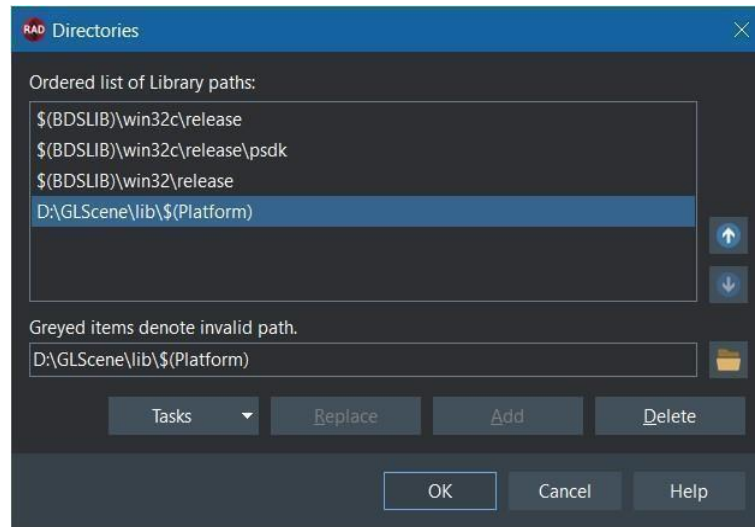 RAD Directories
Ordered list of Library paths:
$(BDSLIB)\win32c\release
$(BDSLIB)\win32c\release\psdk
$(BDSLIB)\win32\release
D:\GLScene\lib\$(Platform)
Greyed items denote invalid path.
D:\GLScene\lib\$(Platform)
Tasks Replace Add Delete
OK Cancel Help